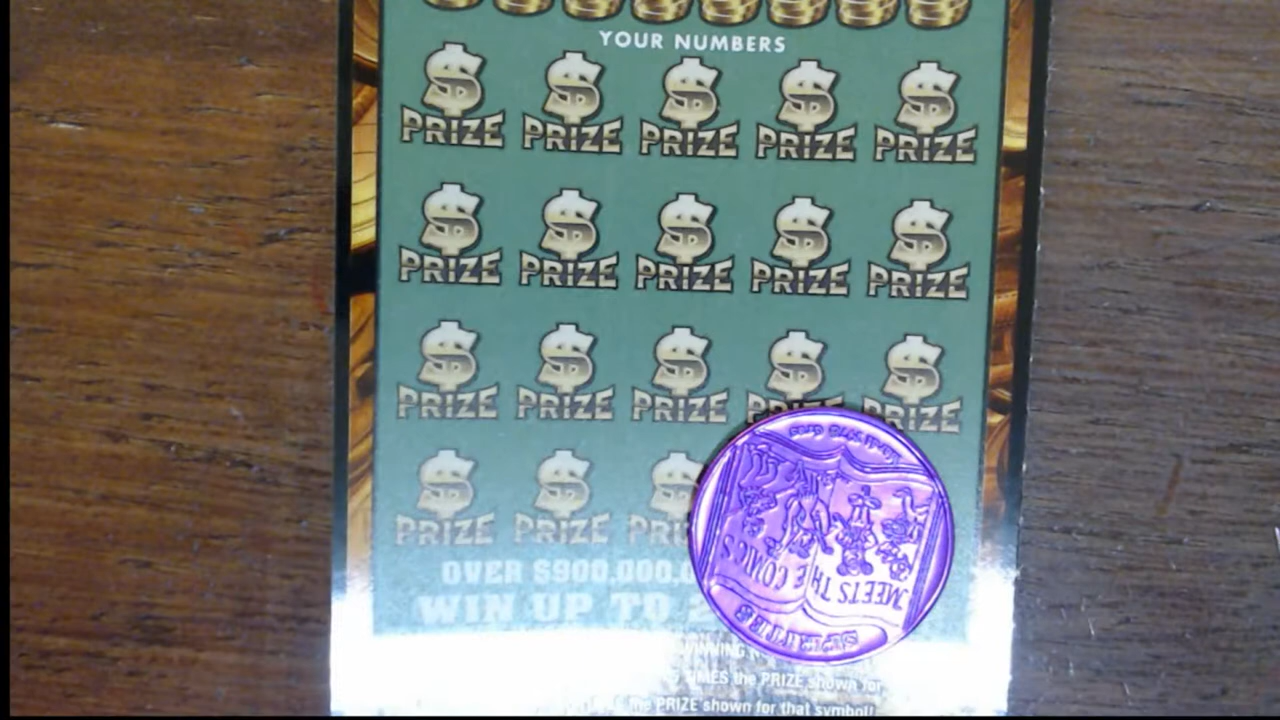 YOUR NUMBERS
$ $ $ $ $
PRIZE PRIZE PRIZE PRIZE PRIZE
$ $ $ $ $
PRIZE PRIZE PRIZE PRIZE PRIZE
$ $ $ $ $
PRIZE PRIZE PRIZE PRIZE PRIZE
$ $ $
PRIZE PRIZE
OVER $900,000,0
WIN UP TO
MEETS THE COMICS
WINNING
TIMES the PRIZE shown for
the PRIZE shown for that symbol!